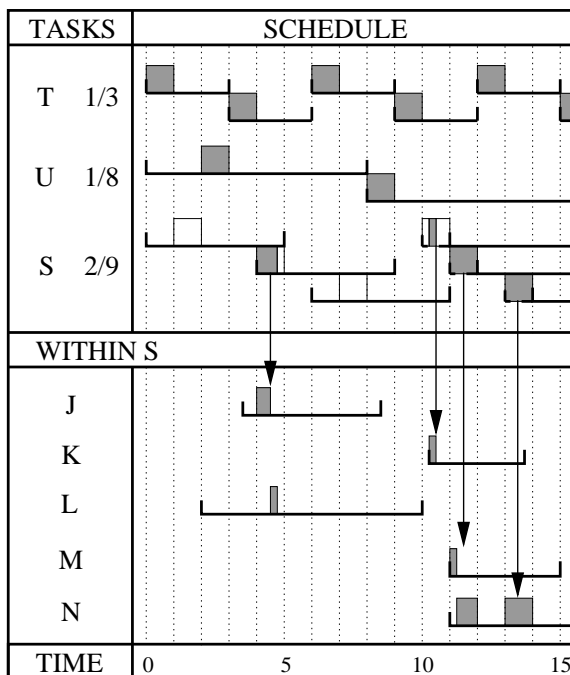 TASKS SCHEDULE
T 1/3
U 1/8
S 2/9
WITHIN S
J
K
L
M
N
TIME 0 5 10 15